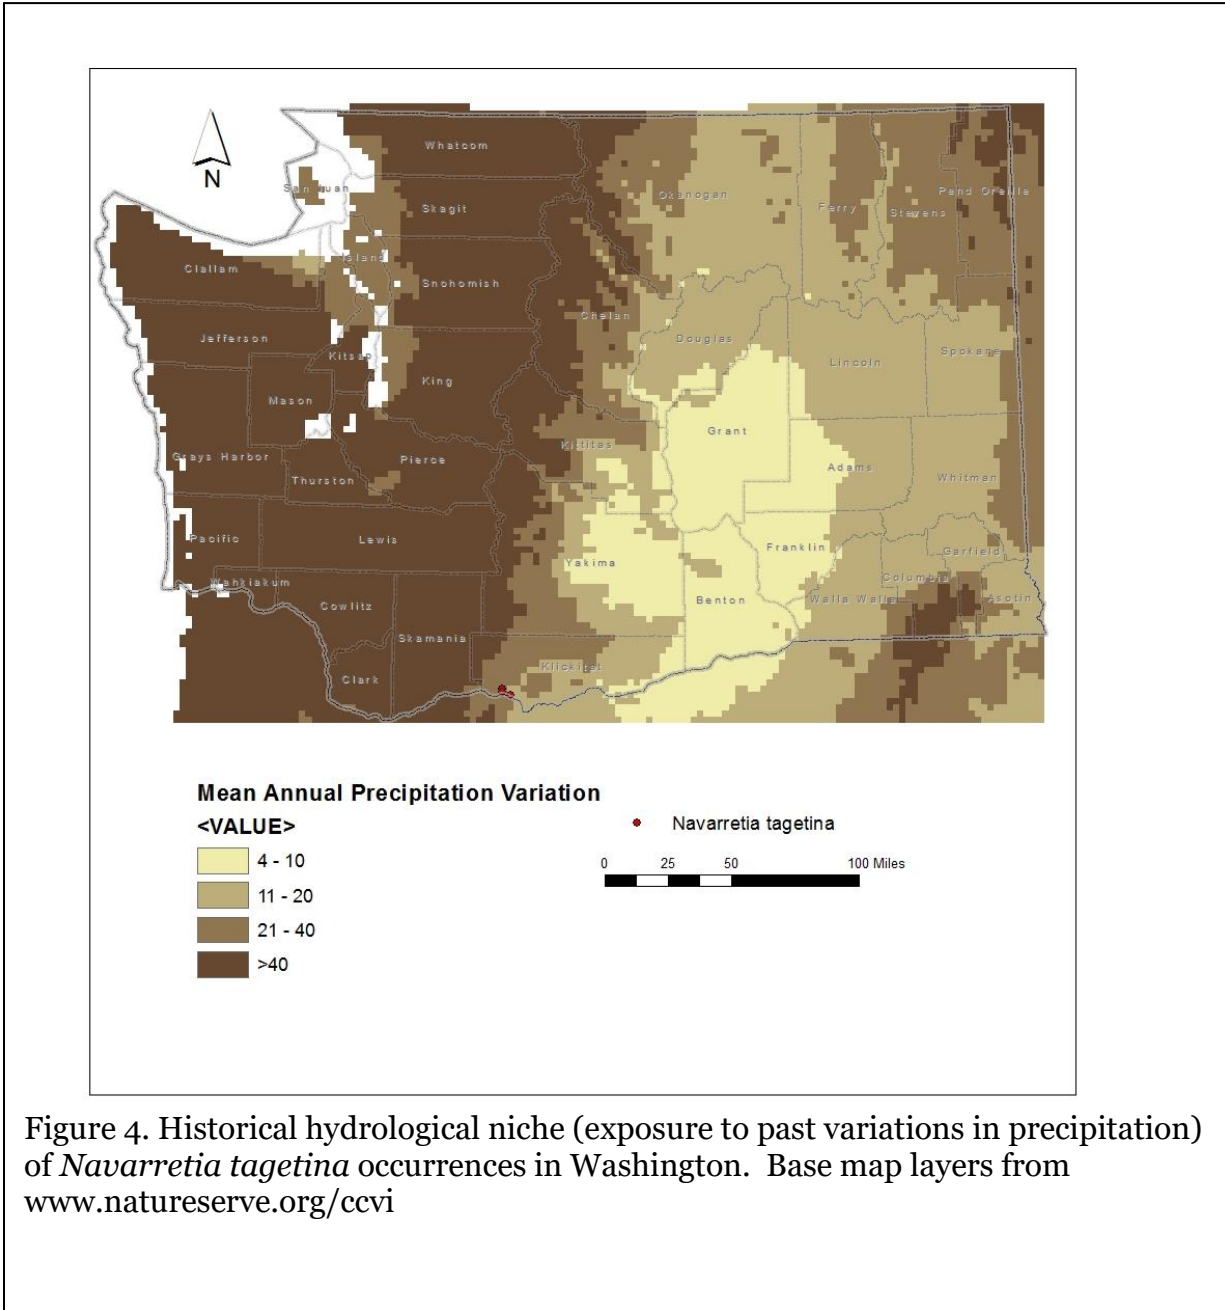 N
Whatcom
San Juan
Skagit
Okanogan
Ferry
Stevens
Pend Oreille
Island
Clallam
Snohomish
Chelan
Jefferson
Kitsap
Douglas
Lincoln
Spokane
King
Mason
Grant
Kittitas
Grays Harbor
Pierce
Adams
Thurston
Whitman
Pacific
Lewis
Franklin
Garfield
Yakima
Wahkiakum
Columbia
Cowlitz
Benton
Walla Walla
Asotin
Skamania
Klickitat
Clark
Mean Annual Precipitation Variation
<VALUE>
4 - 10
11 - 20
21 - 40
>40
Navarretia tagetina
0 25 50 100 Miles
Figure 4. Historical hydrological niche (exposure to past variations in precipitation)
of Navarretia tagetina occurrences in Washington. Base map layers from
www.natureserve.org/ccvi